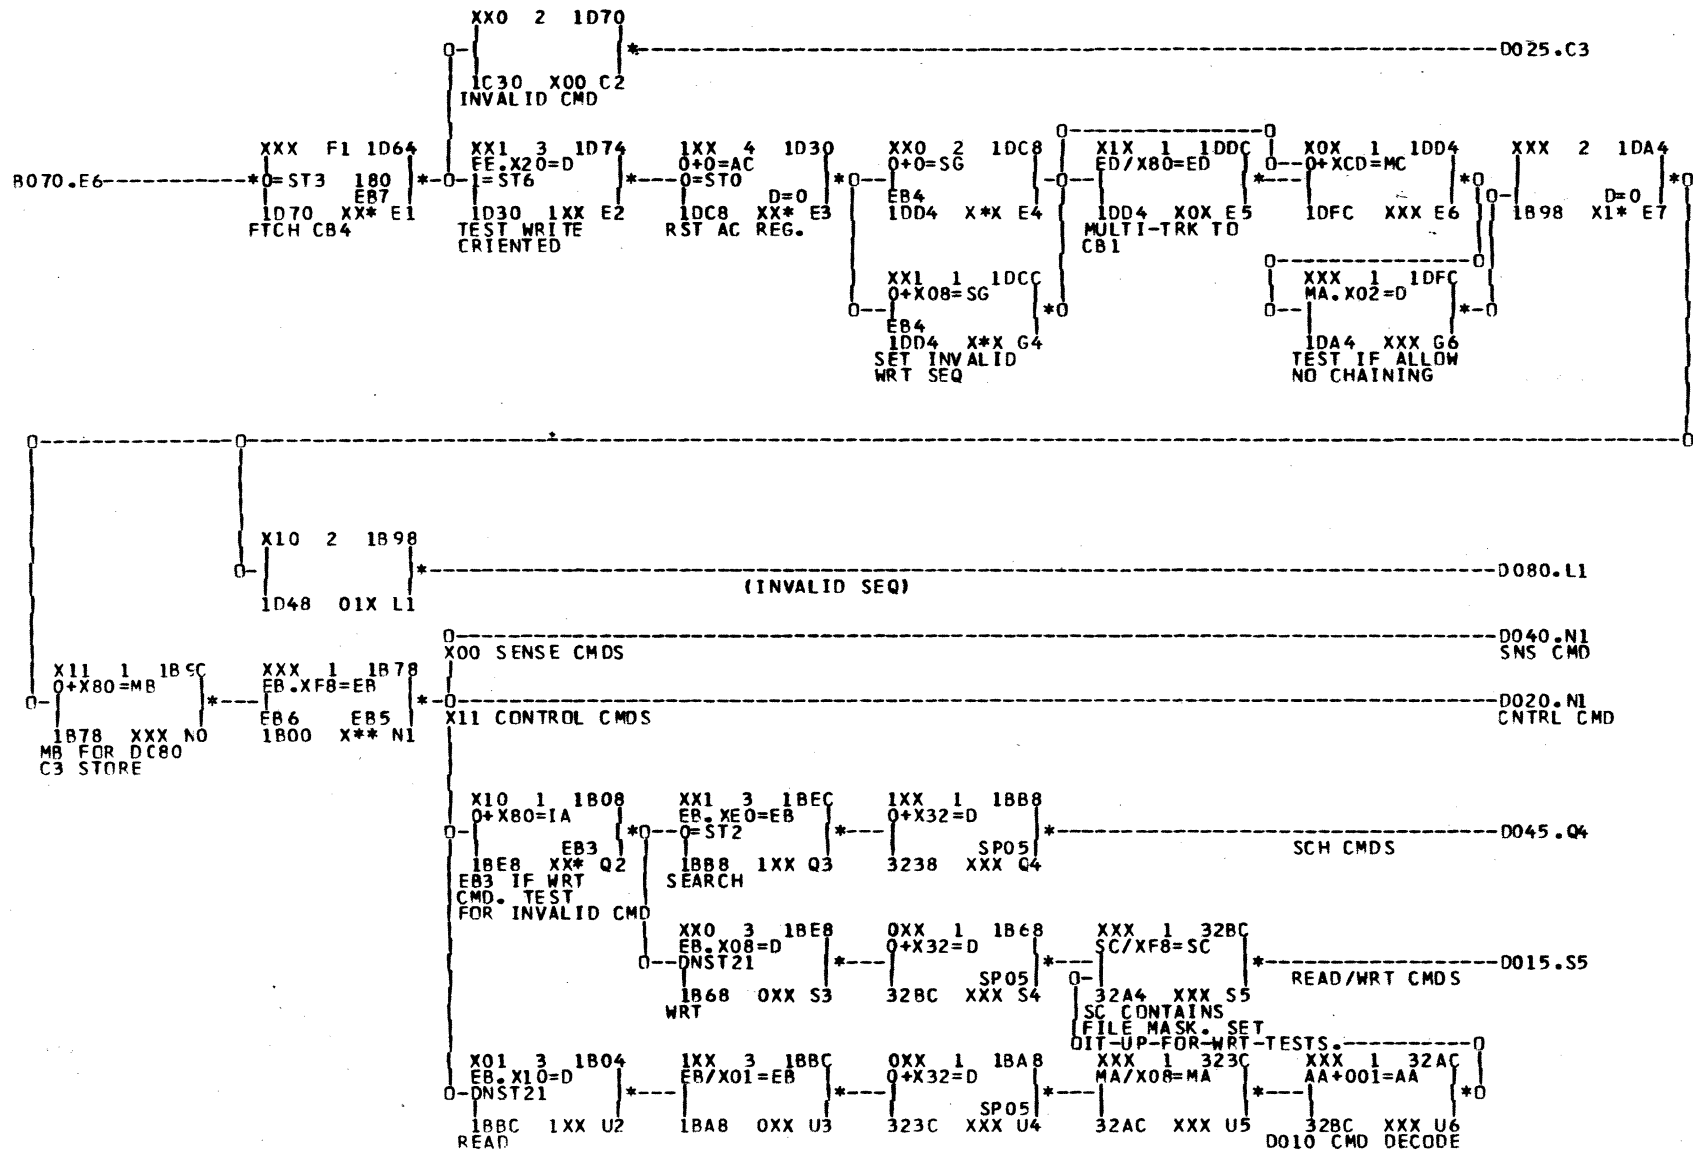 XX0 2 1D70
D025.C3
1C30 X00 C2
INVALID CMD
XXX F1 1D64 XX1 3 1D74 1XX 4 1D30 XX0 2 1DC8 X1X 1 1DDC X0X 1 1DD4 XXX 2 1DA4
EE.X20=D 0+0=AC 0+0=SG ED/X80=ED 0+XCD=MC
B070.E6 0=ST3 180 1=ST6 0=ST0
EB7 D=0 EB4 D=0
1D70 XX* E1 1D30 1XX E2 1DC8 XX* E3 1DD4 X*X E4 1DD4 X0X E5 1DFC XXX E6 1B98 X1* E7
FTCH CB4 TEST WRITE RST AC REG. MULTI-TRK TO
CRIENTED CB1
XX1 1 1DCC XXX 1 1DFC
0+X08=SG MA.X02=D
EB4
1DD4 X*X G4 1DA4 XXX G6
SET INVALID TEST IF ALLOW
WRT SEQ NO CHAINING
X10 2 1B98
D080.L1
(INVALID SEQ)
1D48 01X L1
D040.N1
X00 SENSE CMDS SNS CMD
X11 1 1B9C XXX 1 1B78
0+X80=MB EB.XF8=EB
D020.N1
EB6 EB5 X11 CONTROL CMDS CNTRL CMD
1B78 XXX N0 1B00 X** N1
MB FOR DC80
C3 STORE
X10 1 1B08 XX1 3 1BEC 1XX 1 1BB8
0+X80=IA EB.XE0=EB 0+X32=D
0=ST2 D045.Q4
EB3 SP05 SCH CMDS
1BE8 XX* Q2 1BB8 1XX Q3 3238 XXX Q4
EB3 IF WRT SEARCH
CMD. TEST
FOR INVALID CMD
XX0 3 1BE8 0XX 1 1B68 XXX 1 32BC
EB.X08=D 0+X32=D SC/XF8=SC
DNST21 D015.S5
SP05 READ/WRT CMDS
1B68 0XX S3 32BC XXX S4 32A4 XXX S5
WRT SC CONTAINS
FILE MASK. SET
OIT-UP-FOR-WRT-TESTS.
X01 3 1B04 1XX 3 1BBC 0XX 1 1BA8 XXX 1 323C XXX 1 32AC
EB.X10=D EB/X01=EB 0+X32=D MA/X08=MA AA+001=AA
DNST21
SP05
1BBC 1XX U2 1BA8 0XX U3 323C XXX U4 32AC XXX U5 32BC XXX U6
READ D010 CMD DECODE